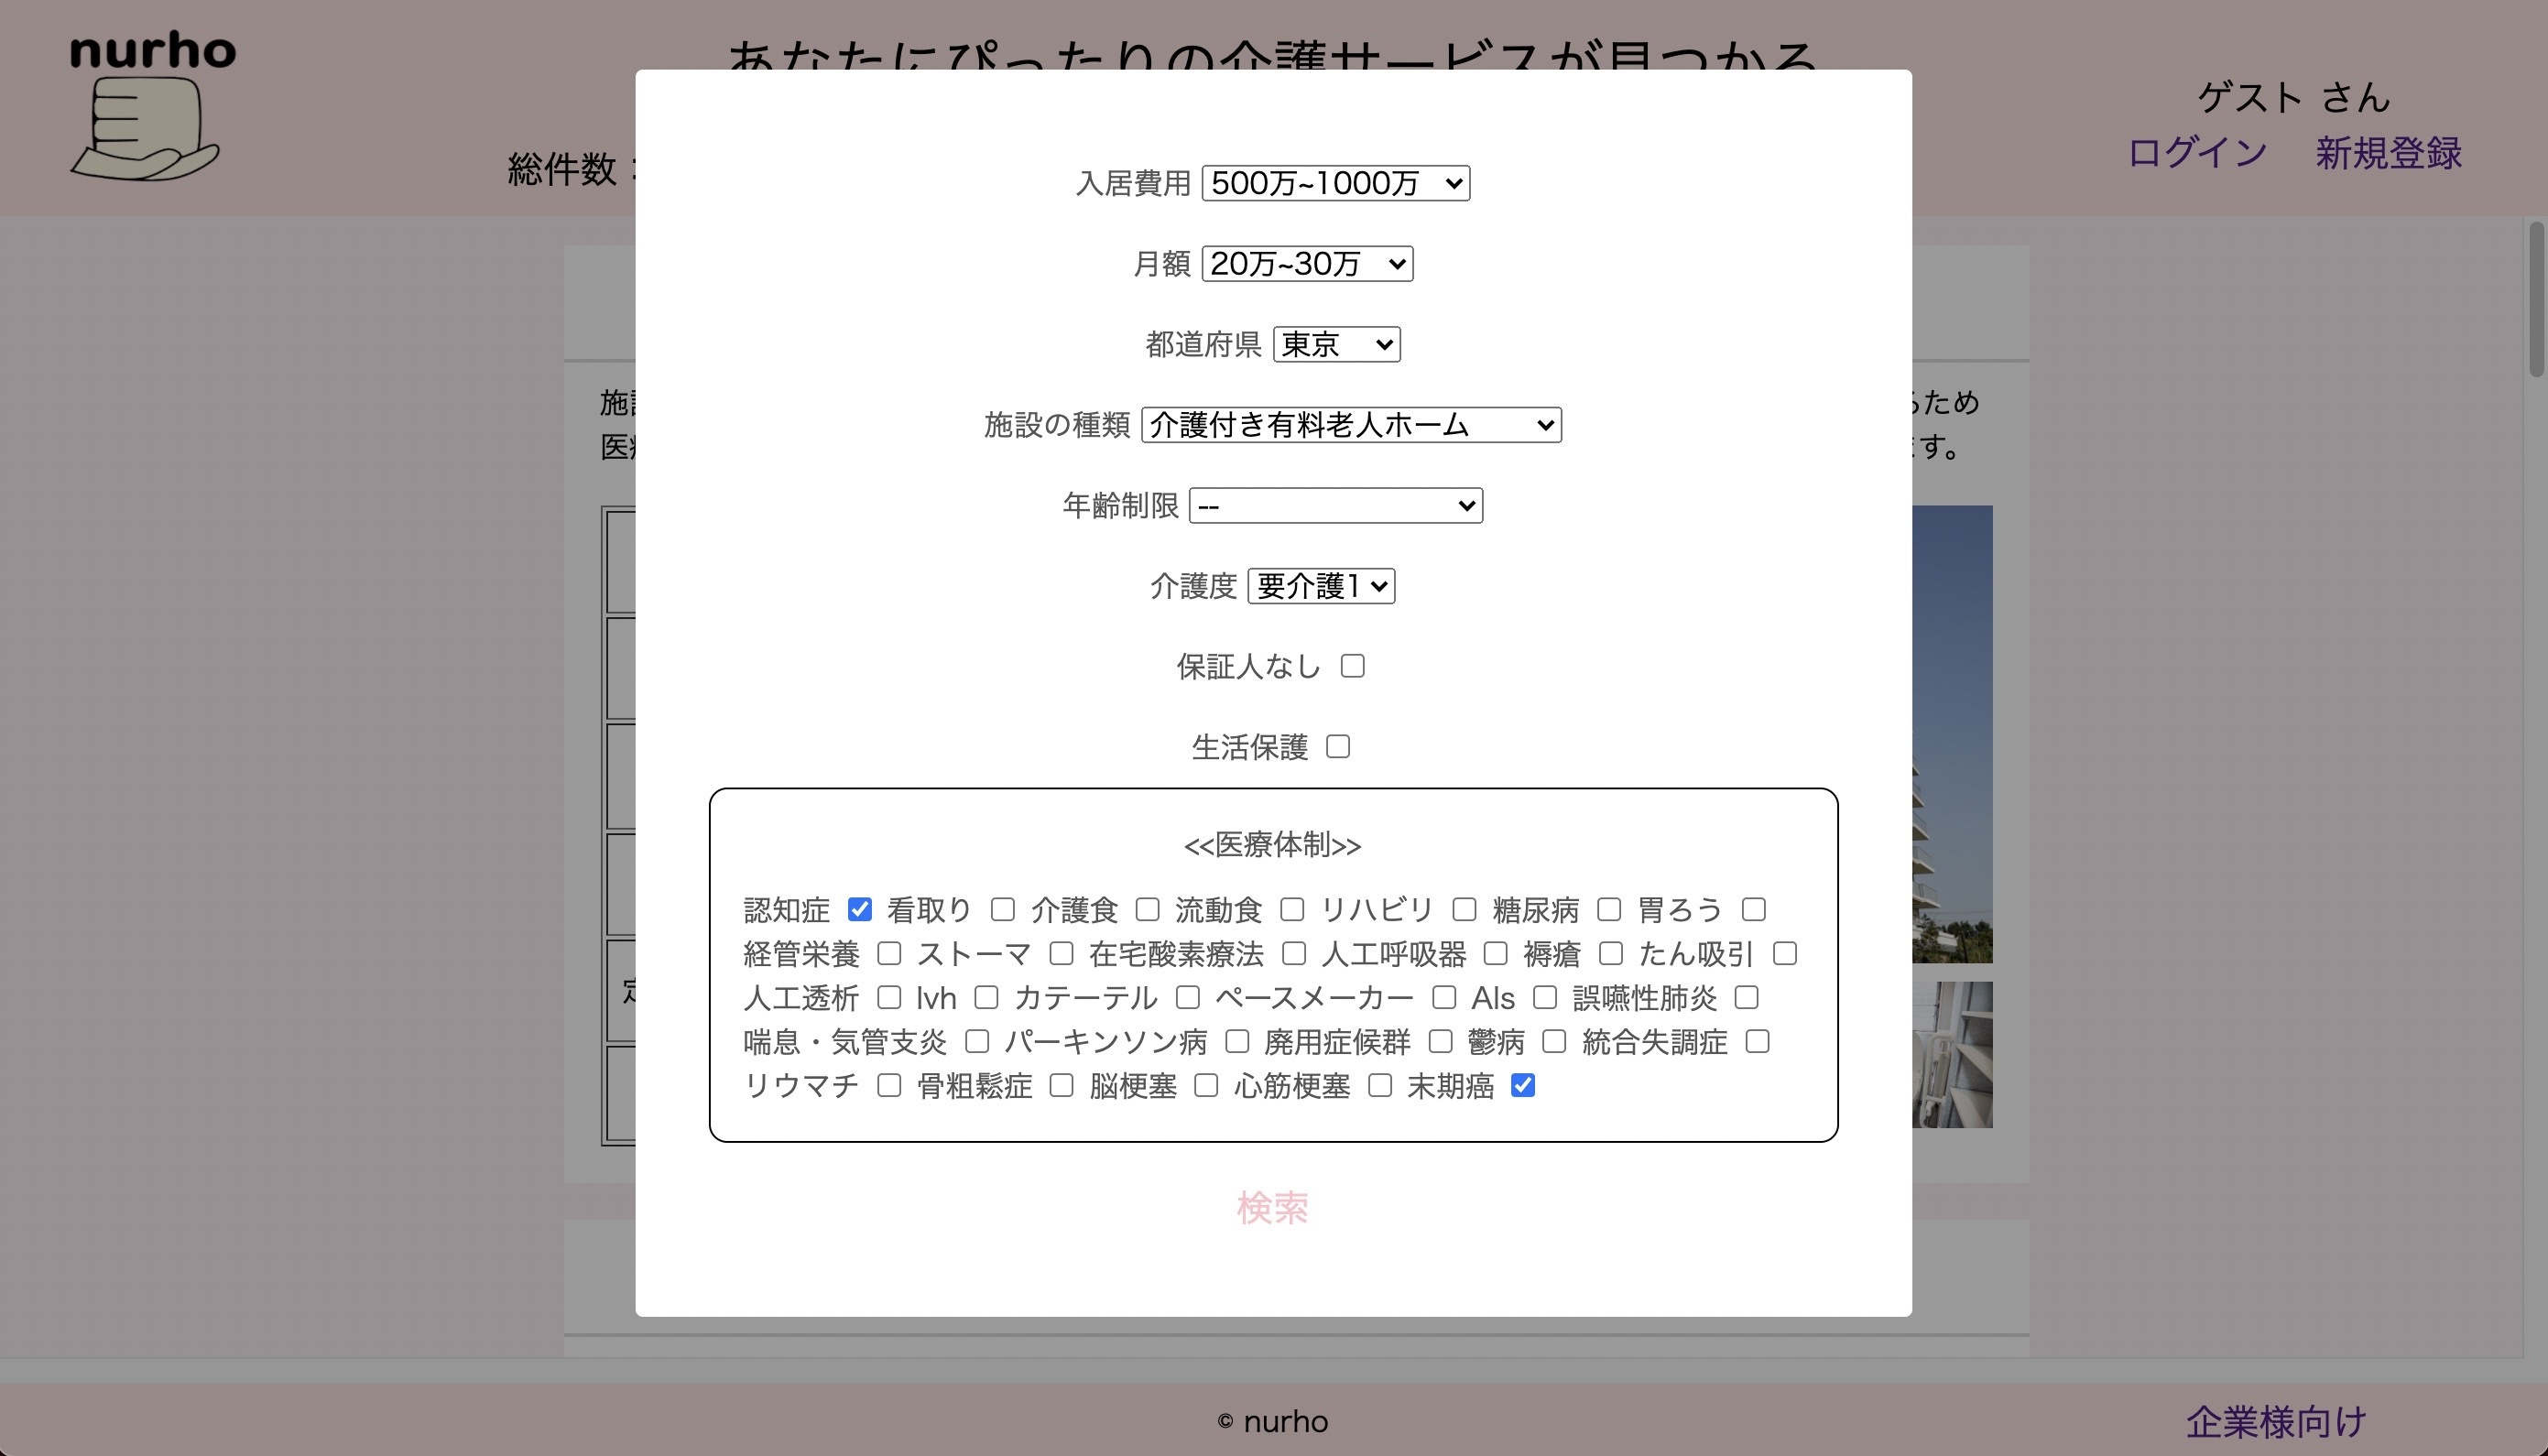 nurho
あなたにぴったりの介護サービスが見つかる
ゲスト さん
ログイン 新規登録
総件数:
入居費用 500万~1000万
月額 20万~30万
都道府県 東京
施設の種類 介護付き有料老人ホーム
年齢制限 --
介護度 要介護1
保証人なし
生活保護
<<医療体制>>
認知症 看取り 介護食 流動食 リハビリ 糖尿病 胃ろう
経管栄養 ストーマ 在宅酸素療法 人工呼吸器 褥瘡 たん吸引
人工透析 lvh カテーテル ペースメーカー Als 誤嚥性肺炎
喘息・気管支炎 パーキンソン病 廃用症候群 鬱病 統合失調症
リウマチ 骨粗鬆症 脳梗塞 心筋梗塞 末期癌
検索
ため
す。
© nurho
企業様向け